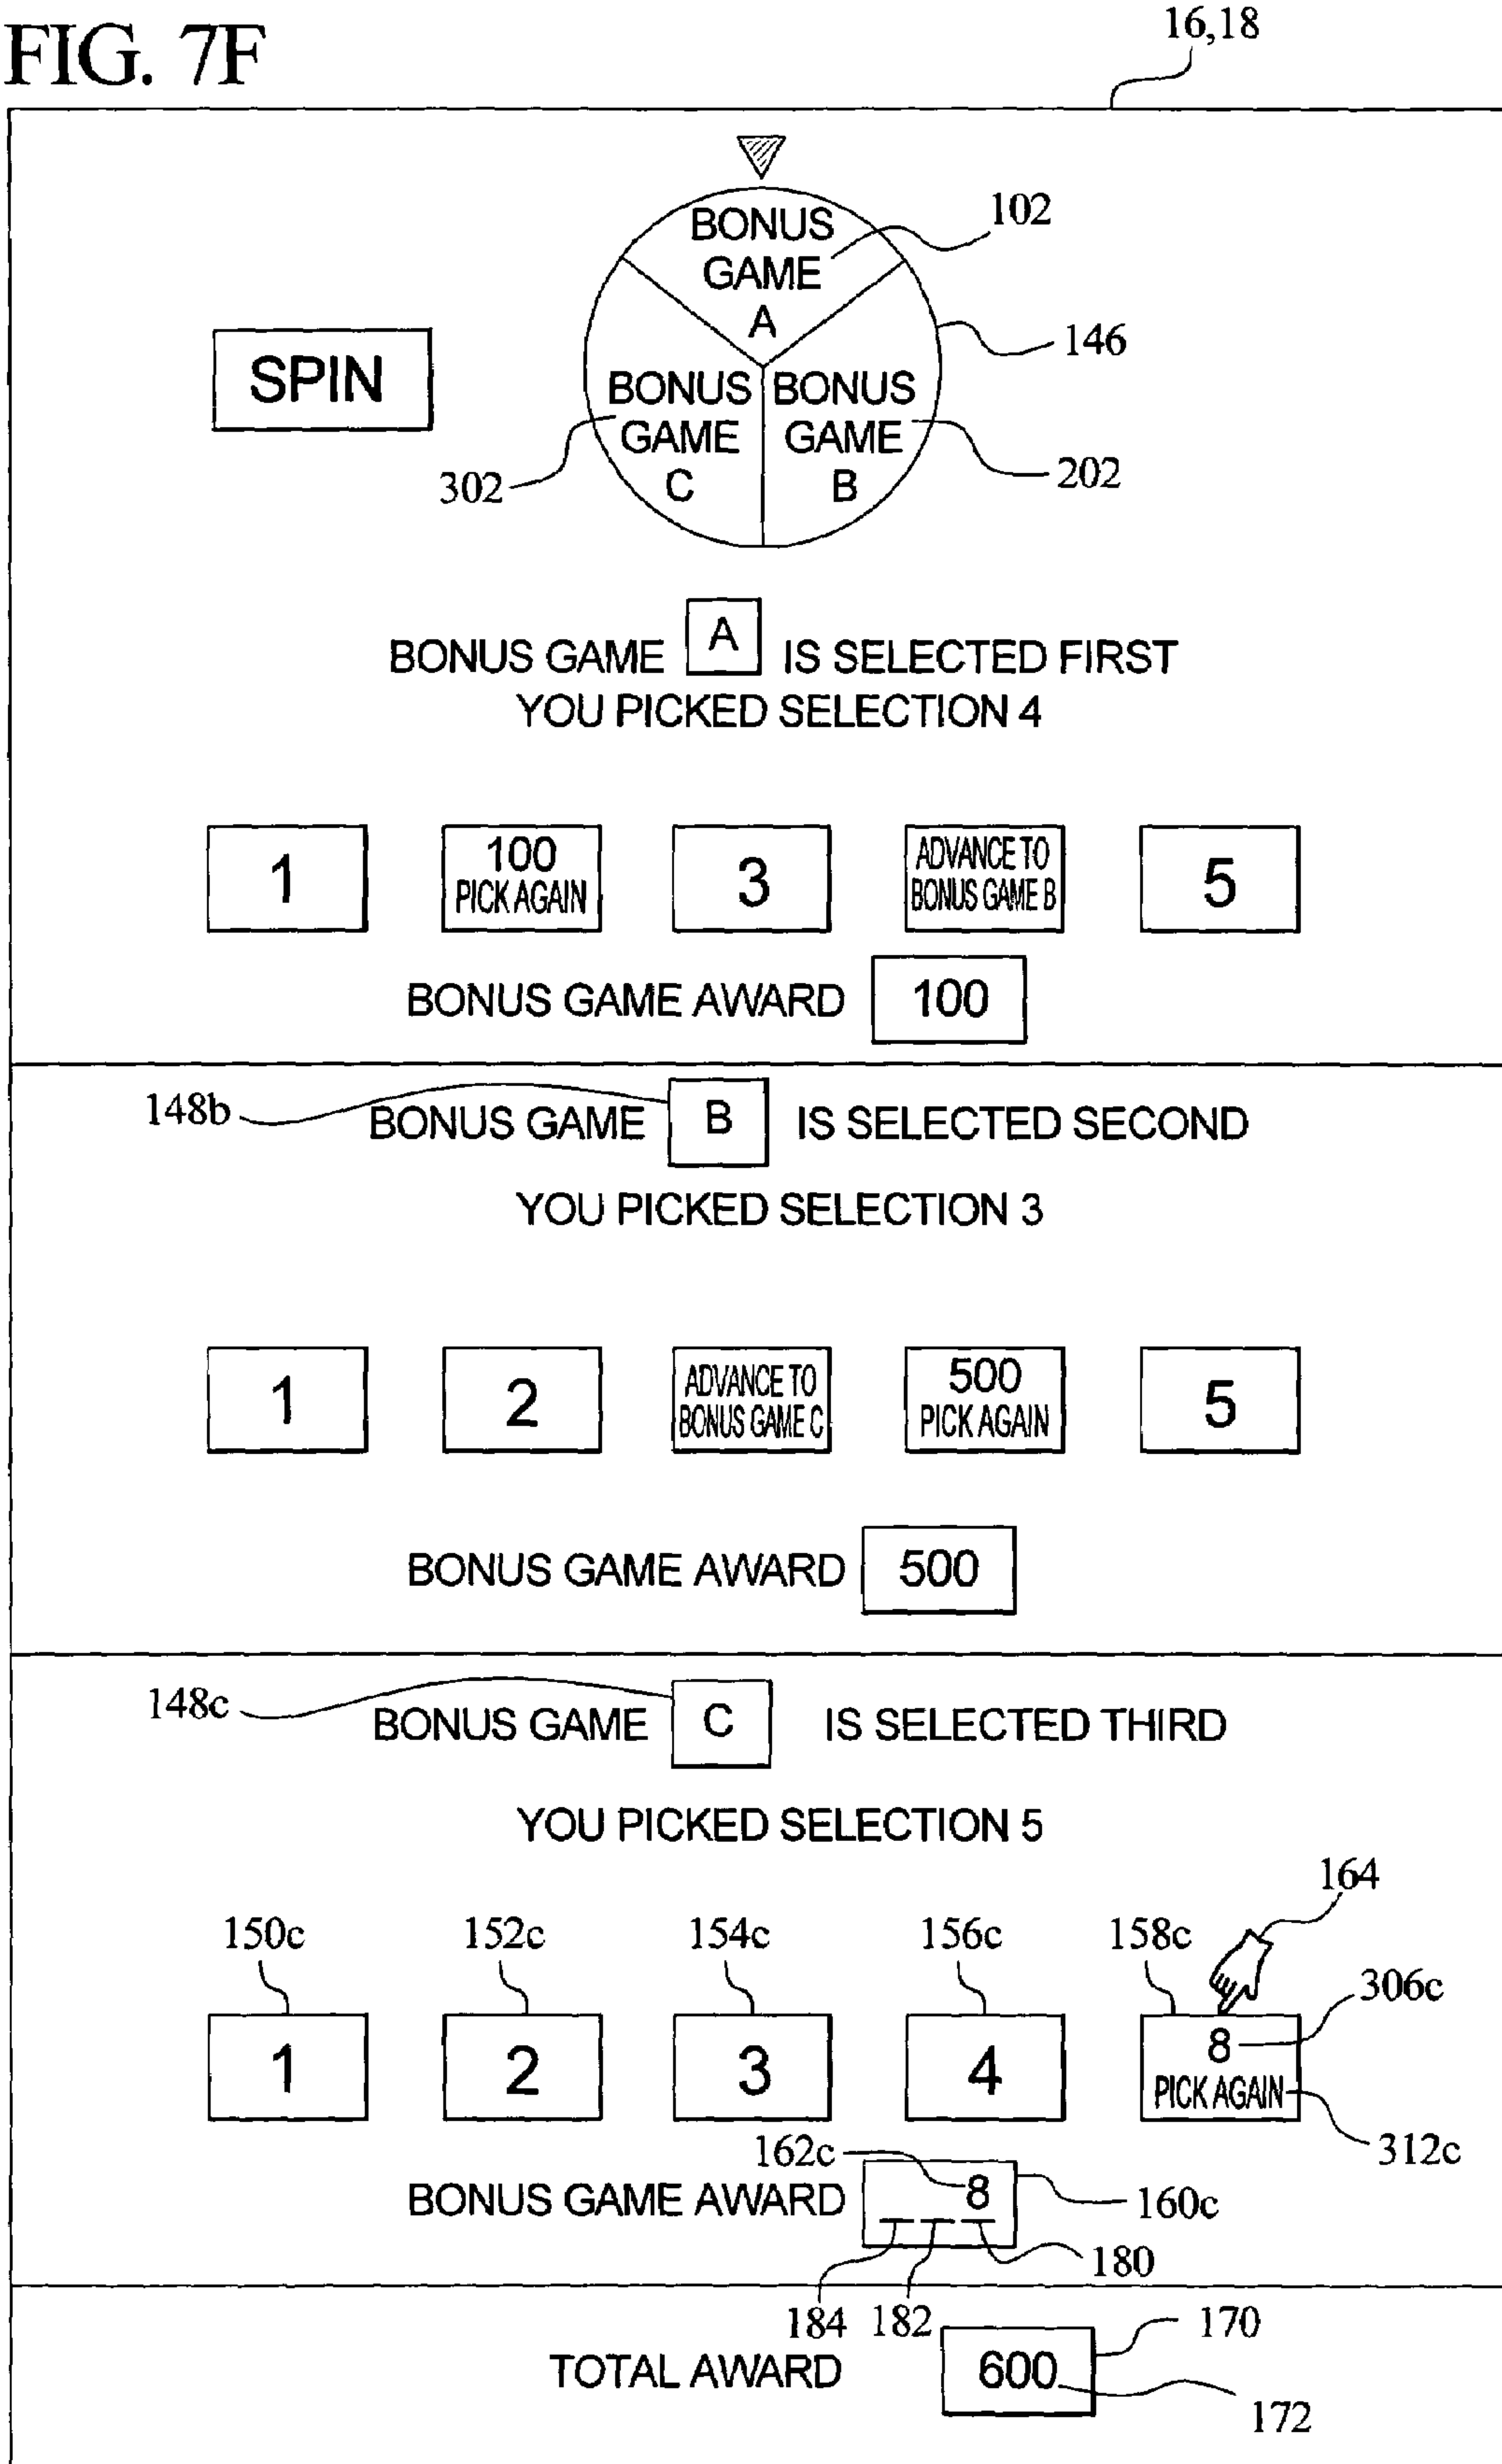 FIG. 7F
16,18
BONUS
GAME
A
102
146
SPIN
BONUS
GAME
C
BONUS
GAME
B
302
202
BONUS GAME A IS SELECTED FIRST
YOU PICKED SELECTION 4
1
100
PICK AGAIN
3
ADVANCE TO
BONUS GAME B
5
BONUS GAME AWARD 100
148b
BONUS GAME B IS SELECTED SECOND
YOU PICKED SELECTION 3
1
2
ADVANCE TO
BONUS GAME C
500
PICK AGAIN
5
BONUS GAME AWARD 500
148c
BONUS GAME C IS SELECTED THIRD
YOU PICKED SELECTION 5
164
150c 152c 154c 156c 158c
306c
1
2
3
4
8
PICK AGAIN
312c
162c
BONUS GAME AWARD 8
160c
180
184 182
170
TOTAL AWARD 600
172